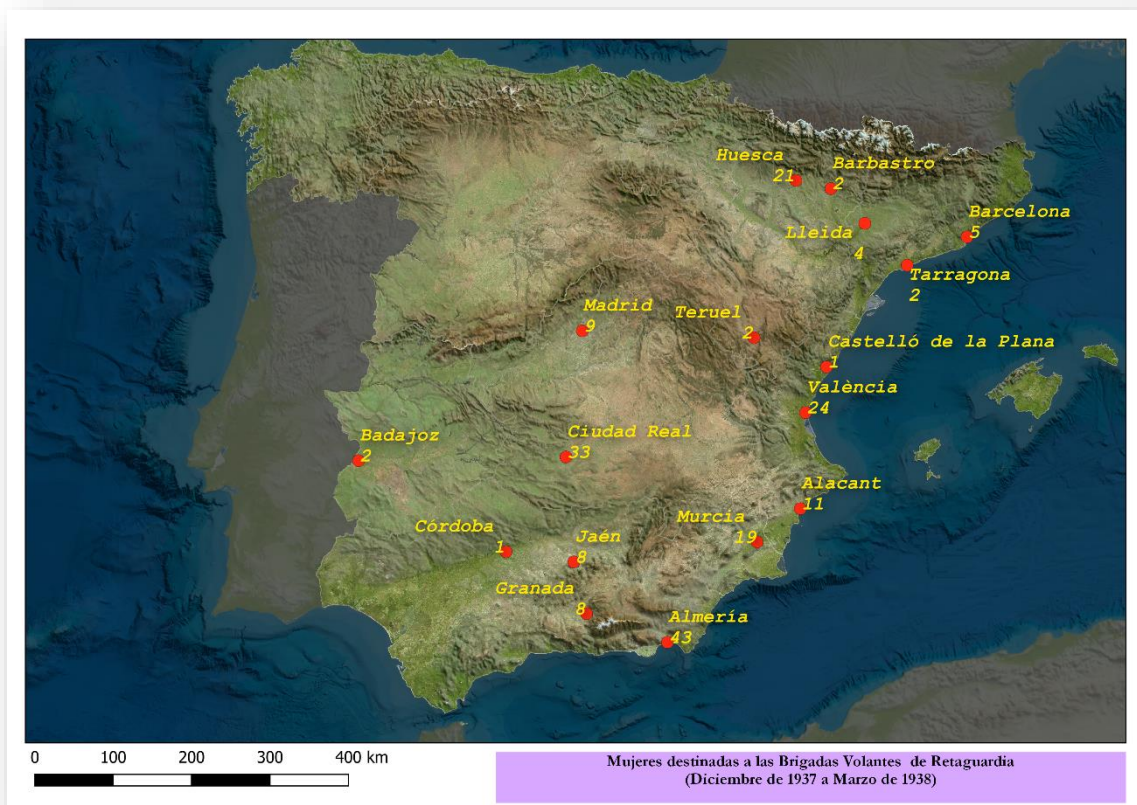 Huesca
21
Barbastro
2
Barcelona
5
Lleida
4
Tarragona
2
Madrid
9
Teruel
2
Castelló de la Plana
1
València
24
Badajoz
2
Ciudad Real
33
Alacant
11
Murcia
19
Córdoba
1
Jaén
8
Granada
8
Almería
43
0 100 200 300 400 km
Mujeres destinadas a las Brigadas Volantes de Retaguardia
(Diciembre de 1937 a Marzo de 1938)